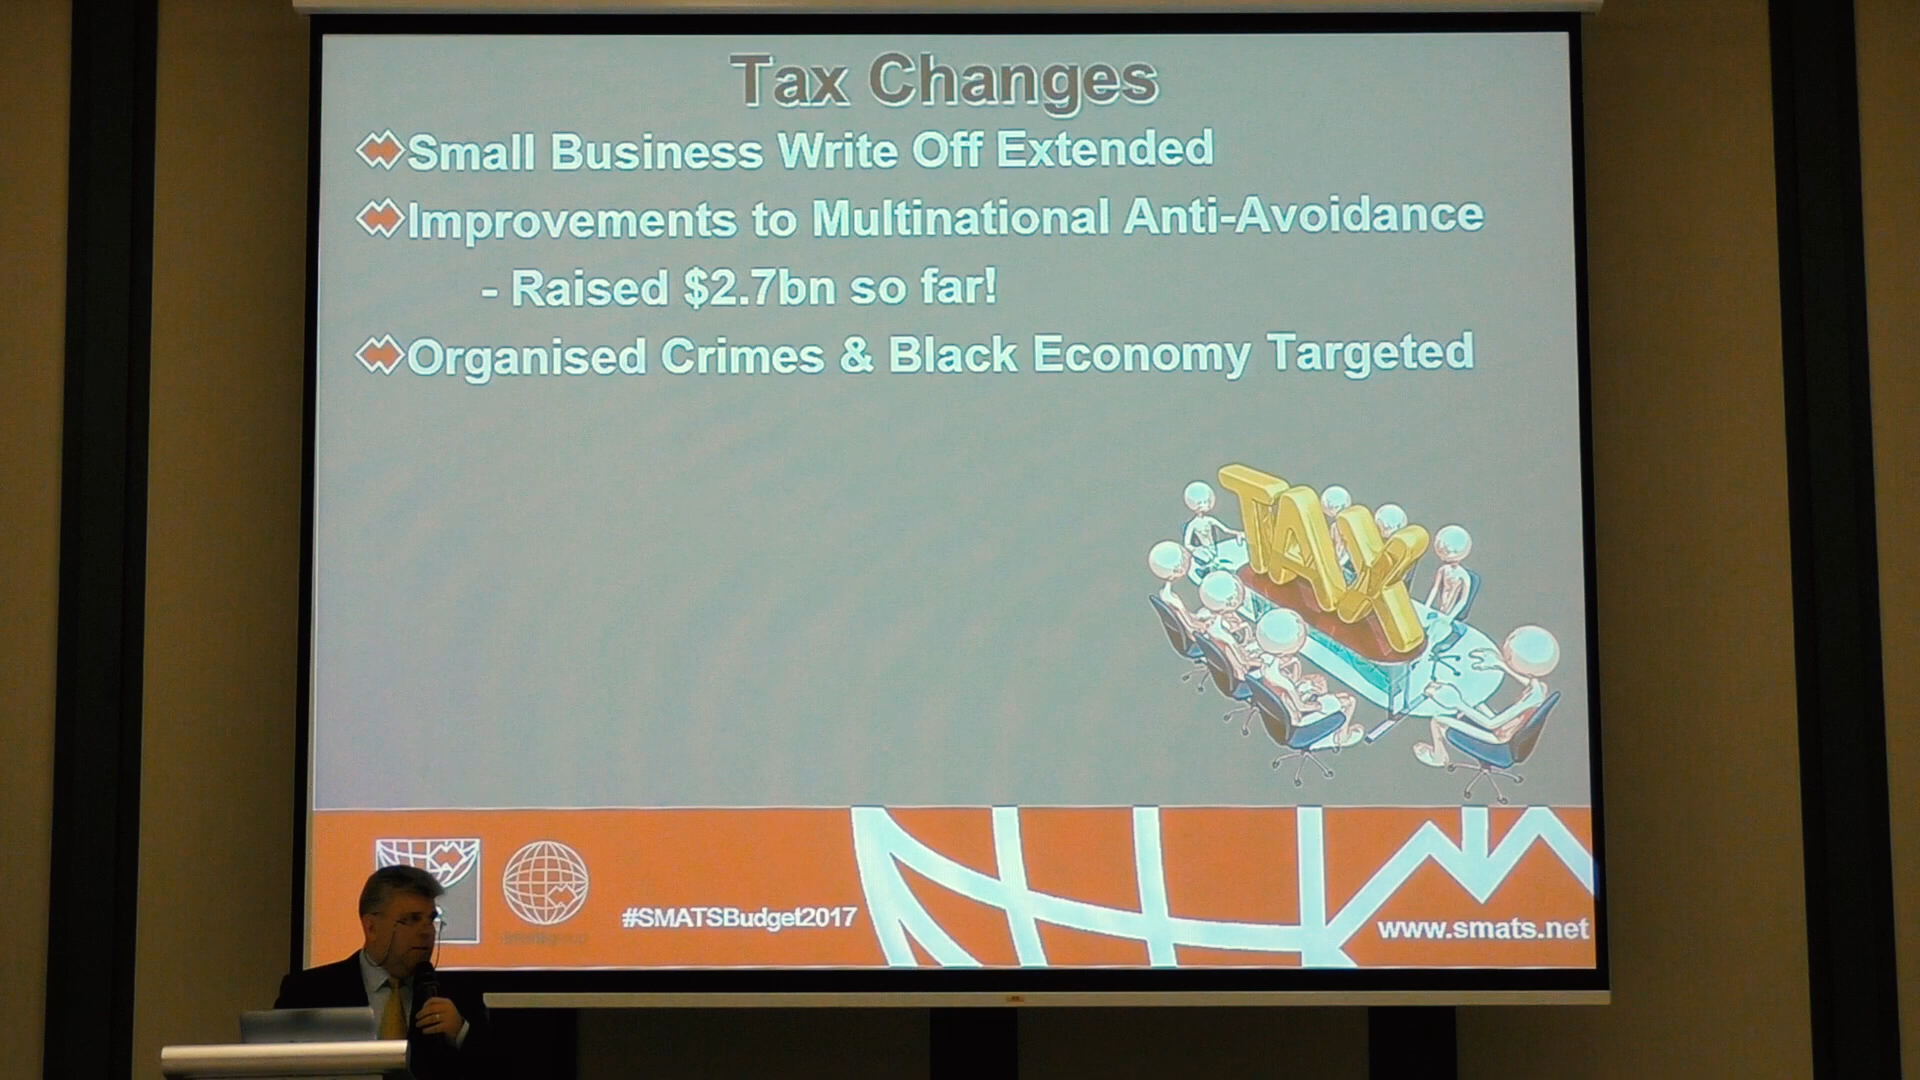 Tax Changes
Small Business Write Off Extended
Improvements to Multinational Anti-Avoidance
- Raised $2.7bn so far!
Organised Crimes & Black Economy Targeted
TAX
#SMATSBudget2017
www.smats.net